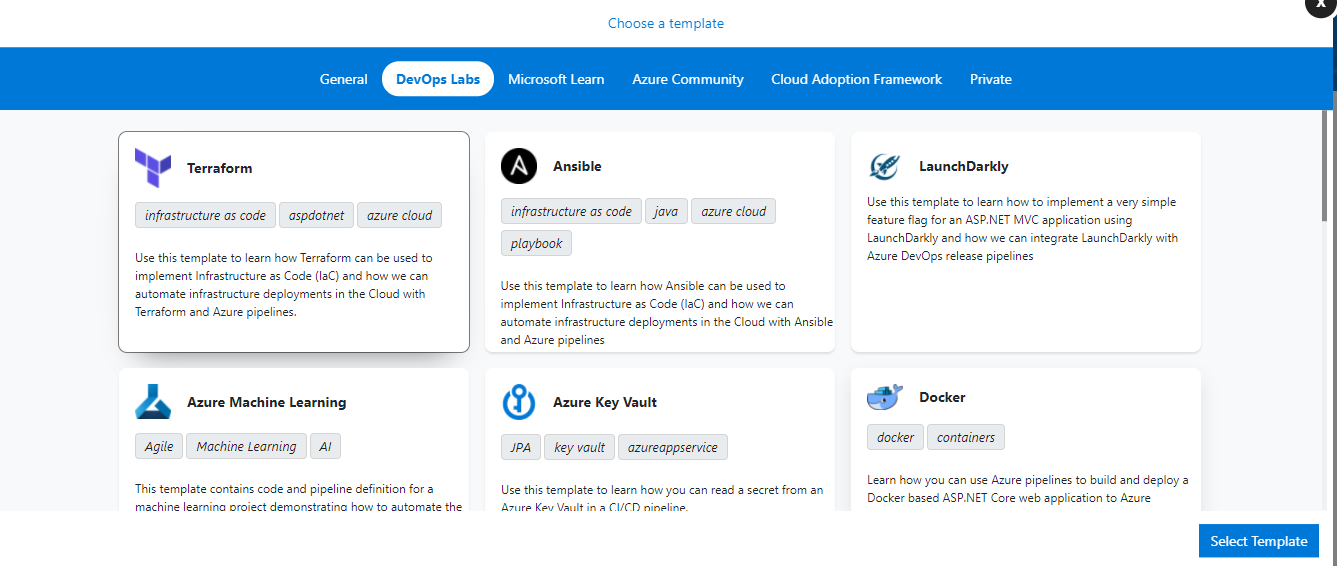 X
Choose a template
General DevOps Labs Microsoft Learn Azure Community Cloud Adoption Framework Private
Terraform
infrastructure as code aspdotnet azure cloud
Use this template to learn how Terraform can be used to
implement Infrastructure as Code (IaC) and how we can
automate infrastructure deployments in the Cloud with
Terraform and Azure pipelines.
Ansible
infrastructure as code java azure cloud
playbook
Use this template to learn how Ansible can be used to
implement Infrastructure as Code (IaC) and how we can
automate infrastructure deployments in the Cloud with Ansible
and Azure pipelines
LaunchDarkly
Use this template to learn how to implement a very simple
feature flag for an ASP.NET MVC application using
LaunchDarkly and how we can integrate LaunchDarkly with
Azure DevOps release pipelines
Azure Machine Learning
Agile Machine Learning AI
This template contains code and pipeline definition for a
machine learning project demonstrating how to automate the
Azure Key Vault
JPA key vault azureappservice
Use this template to learn how you can read a secret from an
Azure Key Vault in a CI/CD pipeline.
Docker
docker containers
Learn how you can use Azure pipelines to build and deploy a
Docker based ASP.NET Core web application to Azure
Select Template